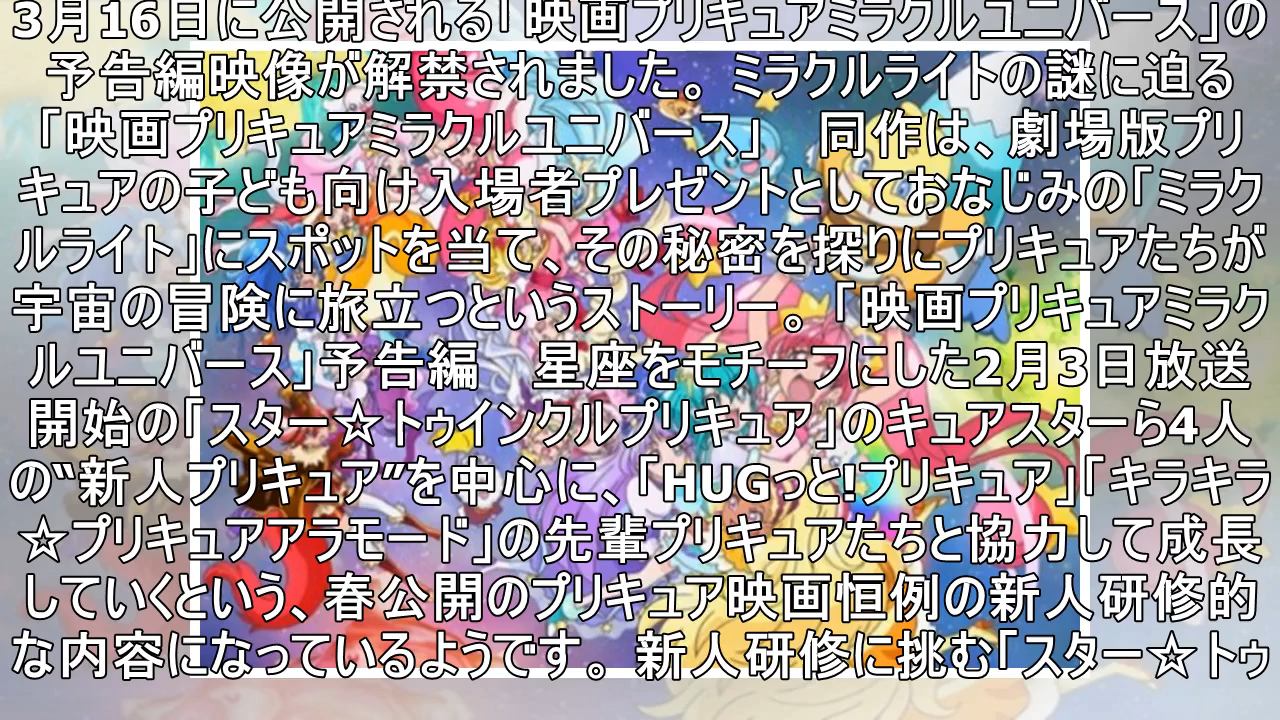 3月16日に公開される「映画プリキュアミラクルユニバース」の
予告編映像が解禁されました。ミラクルライトの謎に迫る
「映画プリキュアミラクルユニバース」　同作は、劇場版プリ
キュアの子ども向け入場者プレゼントとしておなじみの「ミラク
ルライト」にスポットを当て、その秘密を探りにプリキュアたちが
宇宙の冒険に旅立つというストーリー。「映画プリキュアミラク
ルユニバース」予告編　星座をモチーフにした2月3日放送
開始の「スター☆トゥインクルプリキュア」のキュアスターら4人
の“新人プリキュア”を中心に、「HUGっと!プリキュア」「キラキラ
☆プリキュアアラモード」の先輩プリキュアたちと協力して成長
していくという、春公開のプリキュア映画恒例の新人研修的
な内容になっているようです。新人研修に挑む「スター☆トゥ